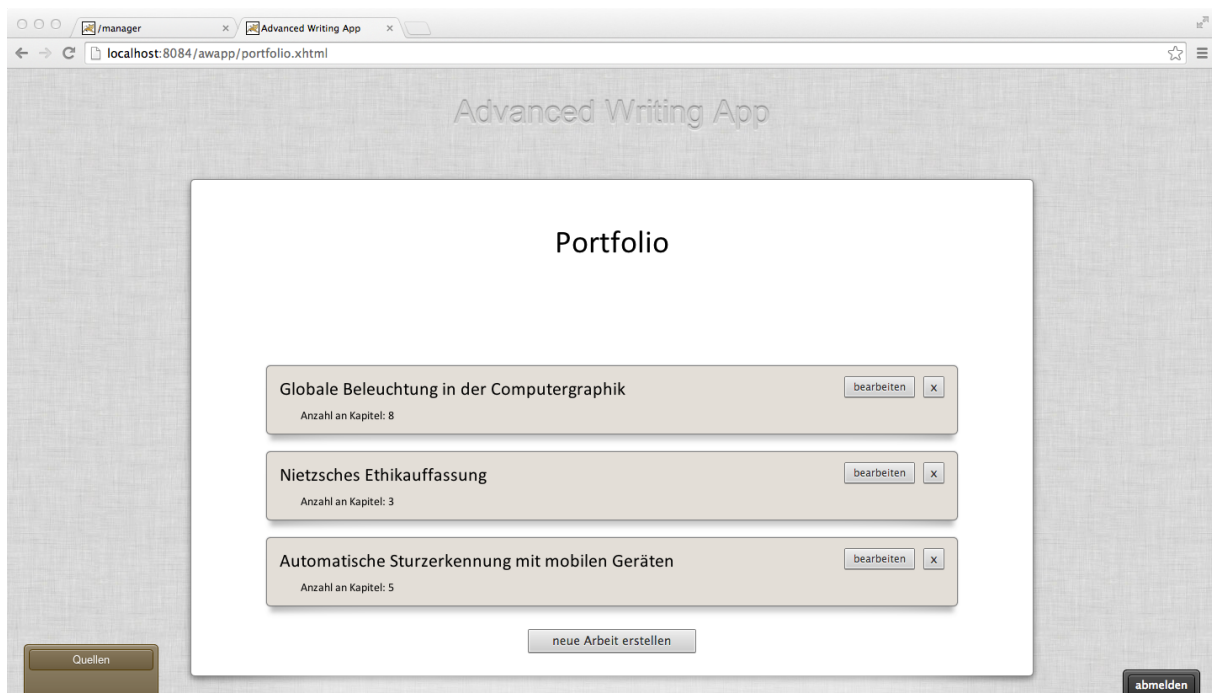 /manager
Advanced Writing App
localhost:8084/awapp/portfolio.xhtml
Advanced Writing App
Portfolio
Globale Beleuchtung in der Computergraphik
bearbeiten x
Anzahl an Kapitel: 8
Nietzsches Ethikauffassung
bearbeiten x
Anzahl an Kapitel: 3
Automatische Sturzerkennung mit mobilen Geräten
bearbeiten x
Anzahl an Kapitel: 5
neue Arbeit erstellen
Quellen
abmelden